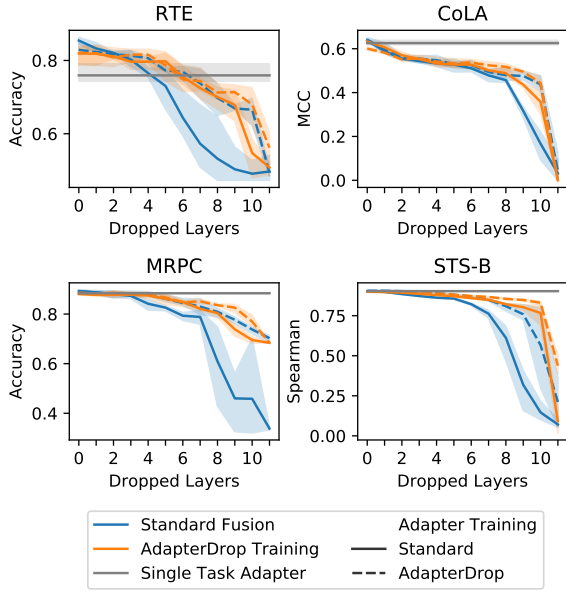 RTE
CoLA
Accuracy
0.8
0.6
0 2 4 6 8 10
Dropped Layers
MCC
0.6
0.4
0.2
0.0
0 2 4 6 8 10
Dropped Layers
MRPC
STS-B
Accuracy
0.8
0.6
0.4
0 2 4 6 8 10
Dropped Layers
Spearman
0.75
0.50
0.25
0.00
0 2 4 6 8 10
Dropped Layers
Standard Fusion
AdapterDrop Training
Single Task Adapter
Adapter Training
Standard
AdapterDrop